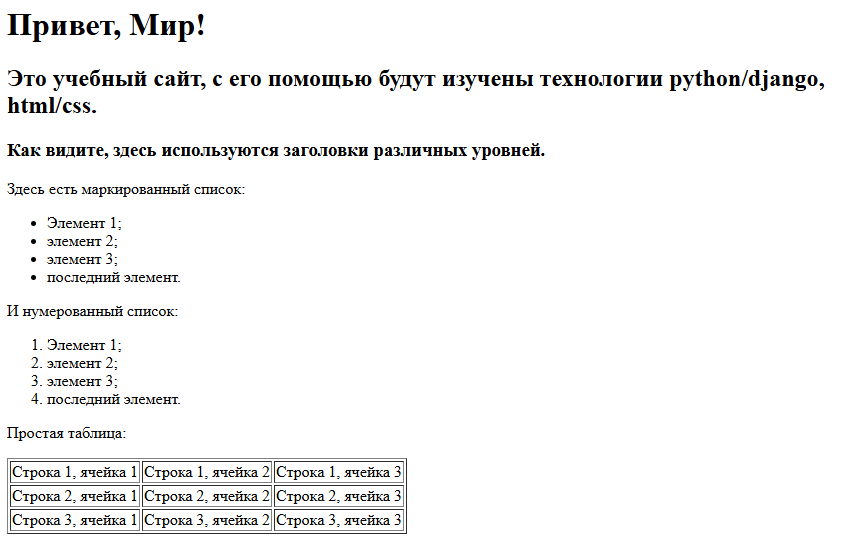 Привет, Мир!
Это учебный сайт, с его помощью будут изучены технологии python/django,
html/css.
Как видите, здесь используются заголовки различных уровней.
Здесь есть маркированный список:
• Элемент 1;
• элемент 2;
• элемент 3;
• последний элемент.
И нумерованный список:
1. Элемент 1;
2. элемент 2;
3. элемент 3;
4. последний элемент.
Простая таблица:
Строка 1, ячейка 1 Строка 1, ячейка 2 Строка 1, ячейка 3
Строка 2, ячейка 1 Строка 2, ячейка 2 Строка 2, ячейка 3
Строка 3, ячейка 1 Строка 3, ячейка 2 Строка 3, ячейка 3